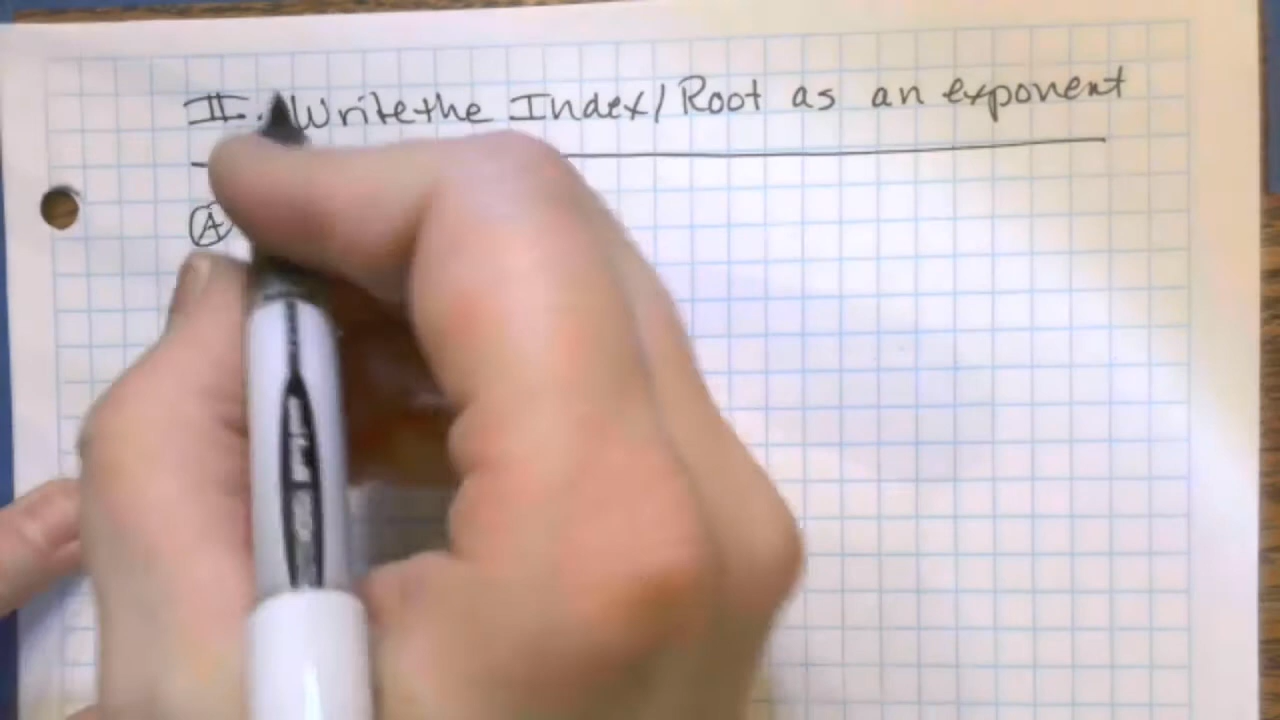 II. Write the Index/Root as an exponent
A